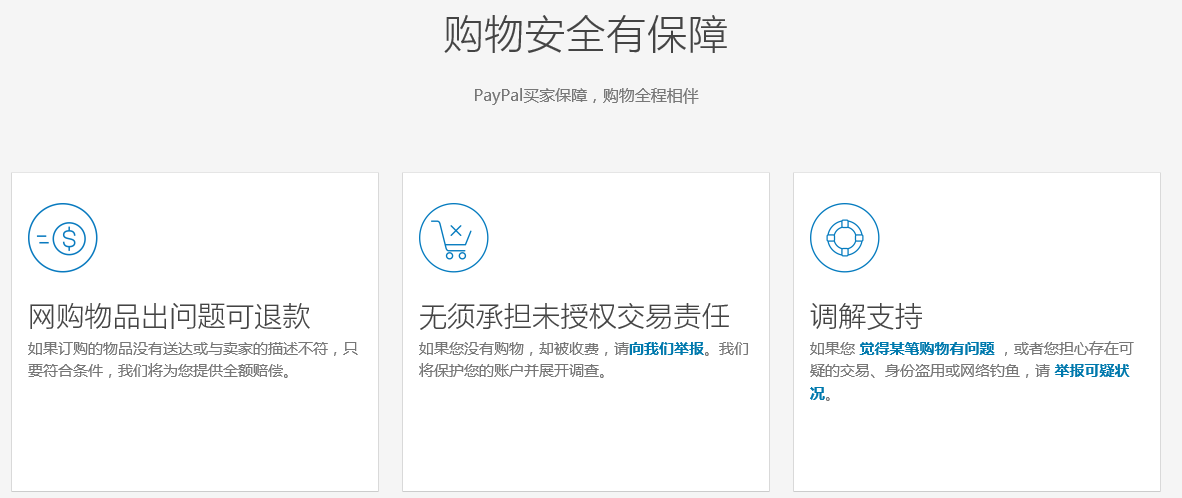 购物安全有保障
PayPal买家保障，购物全程相伴
网购物品出问题可退款
如果订购的物品没有送达或与卖家的描述不符，只
要符合条件，我们将为您提供全额赔偿。
无须承担未授权交易责任
如果您没有购物，却被收费，请向我们举报。我们
将保护您的账户并展开调查。
调解支持
如果您 觉得某笔购物有问题 ，或者您担心存在可
疑的交易、身份盗用或网络钓鱼，请 举报可疑状
况。